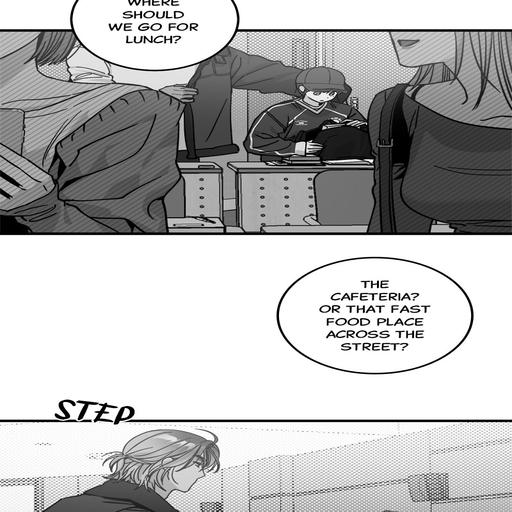 WHERE
SHOULD
WE GO FOR
LUNCH?
THE
CAFETERIA?
OR THAT FAST
FOOD PLACE
ACROSS THE
STREET?
STEP